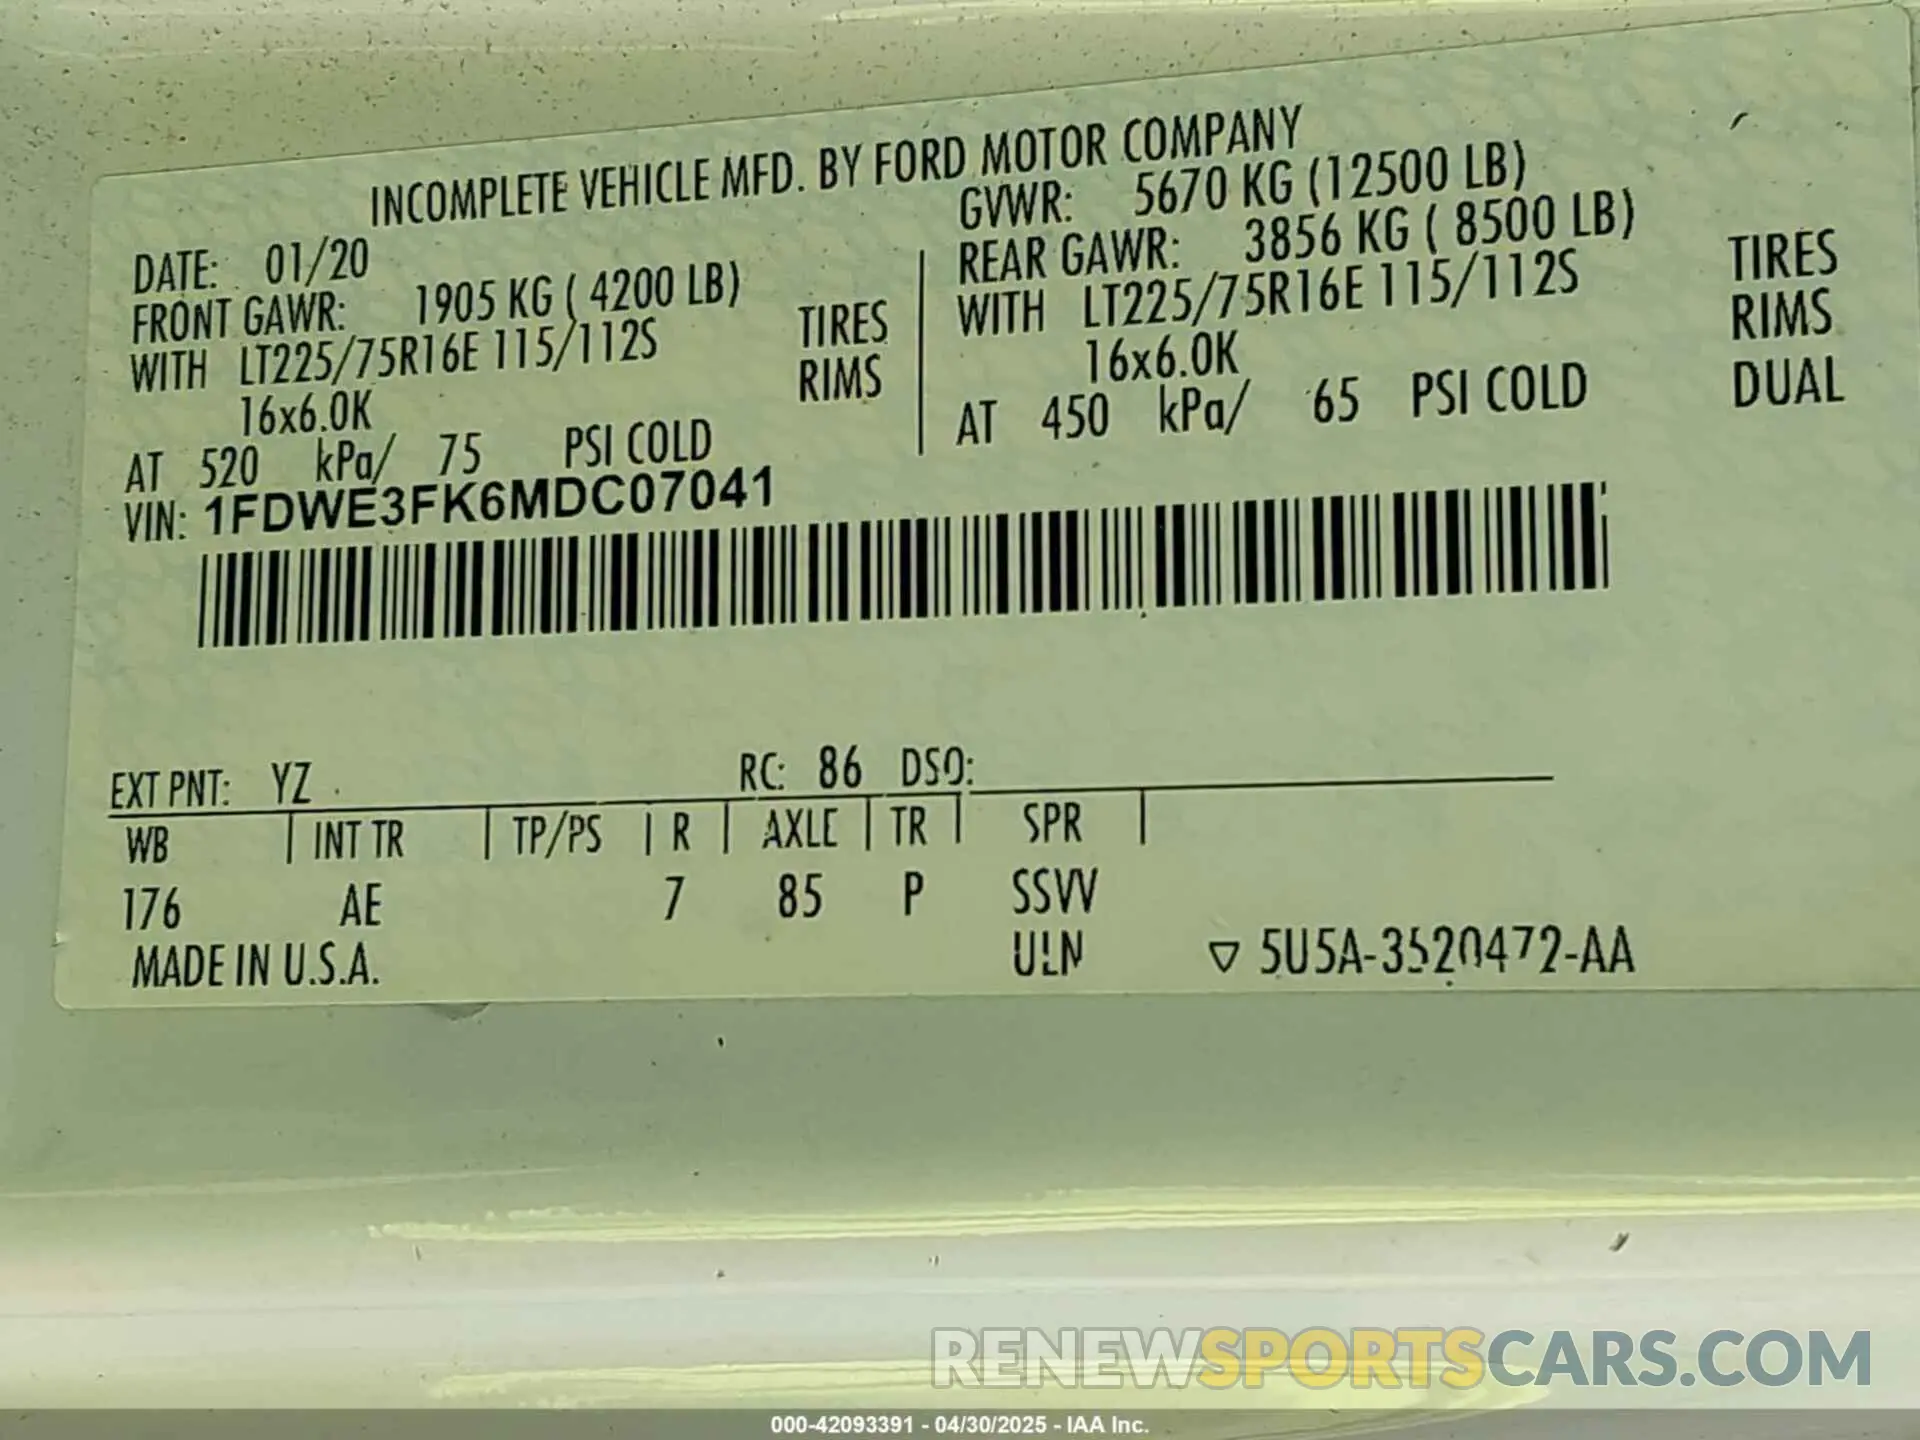 INCOMPLETE VEHICLE MFD. BY FORD MOTOR COMPANY
DATE: 01/20
GVWR: 5670 KG (12500 LB)
FRONT GAWR: 1905 KG ( 4200 LB)
REAR GAWR: 3856 KG ( 8500 LB)
WITH LT225/75R16E 115/112S TIRES
WITH LT225/75R16E 115/112S TIRES
16x6.0K RIMS
16x6.0K RIMS
AT 520 kPa/ 75 PSI COLD
AT 450 kPa/ 65 PSI COLD DUAL
VIN: 1FDWE3FK6MDC07041
EXT PNT: YZ RC: 86 DSO:
WB | INT TR | TP/PS | R | AXLE | TR | SPR |
176 AE 7 85 P SSVV
MADE IN U.S.A. ULN ▽ 5U5A-3520472-AA
RENEWSPORTSCARS.COM
000-42093391 - 04/30/2025 - IAA Inc.